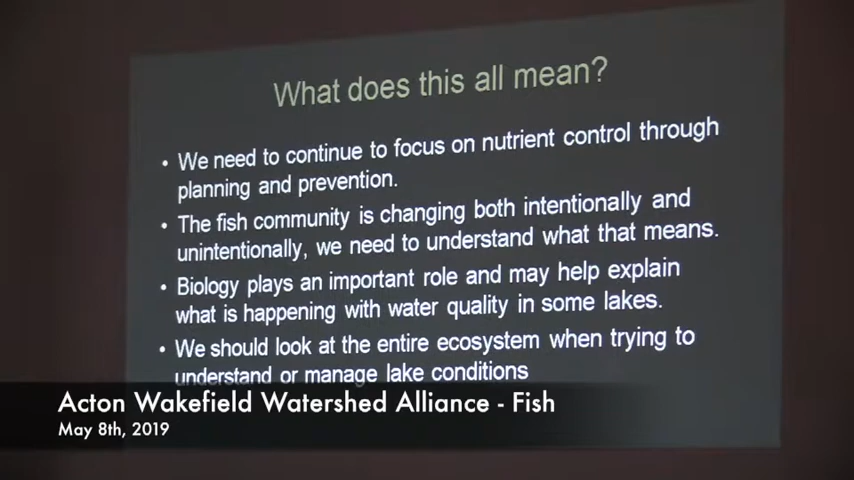 What does this all mean?
• We need to continue to focus on nutrient control through
planning and prevention.
• The fish community is changing both intentionally and
unintentionally, we need to understand what that means.
• Biology plays an important role and may help explain
what is happening with water quality in some lakes.
• We should look at the entire ecosystem when trying to
understand or manage lake conditions
Acton Wakefield Watershed Alliance - Fish
May 8th, 2019